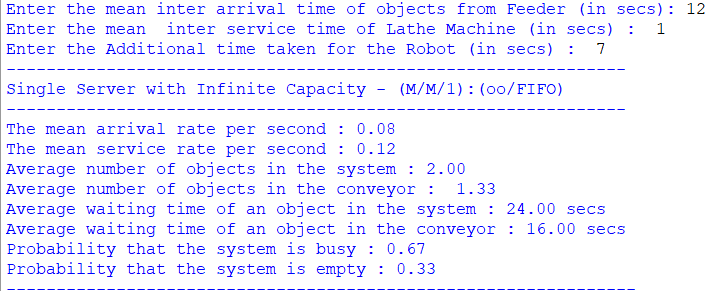 Enter the mean inter arrival time of objects from Feeder (in secs): 12
Enter the mean  inter service time of Lathe Machine (in secs) :  1
Enter the Additional time taken for the Robot (in secs) :  7
--------------------------------------------------------------
Single Server with Infinite Capacity - (M/M/1):(oo/FIFO)
--------------------------------------------------------------
The mean arrival rate per second : 0.08
The mean service rate per second : 0.12
Average number of objects in the system : 2.00
Average number of objects in the conveyor :  1.33
Average waiting time of an object in the system : 24.00 secs
Average waiting time of an object in the conveyor : 16.00 secs
Probability that the system is busy : 0.67
Probability that the system is empty : 0.33
---------------------------------------------------------------